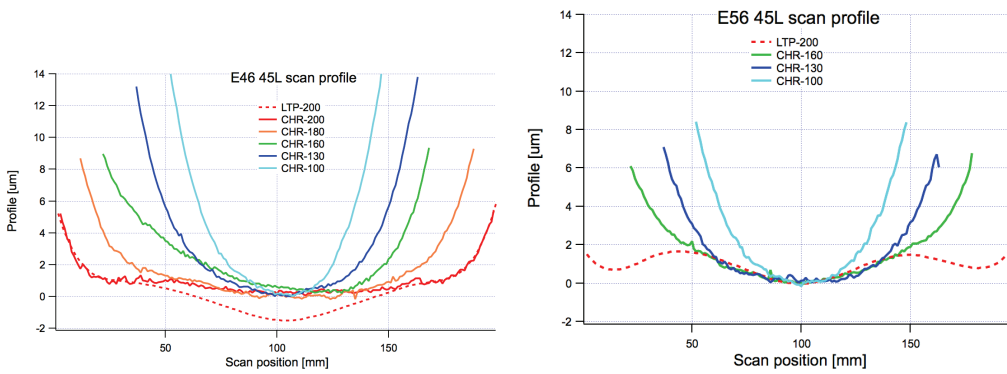 E46 45L scan profile
14
12
10
8
6
4
2
0
-2
Profile [um]
LTP-200
CHR-200
CHR-180
CHR-160
CHR-130
CHR-100
50
100
150
Scan position [mm]
E56 45L scan profile
14
12
10
8
6
4
2
0
-2
Profile [um]
LTP-200
CHR-160
CHR-130
CHR-100
50
100
150
Scan position [mm]